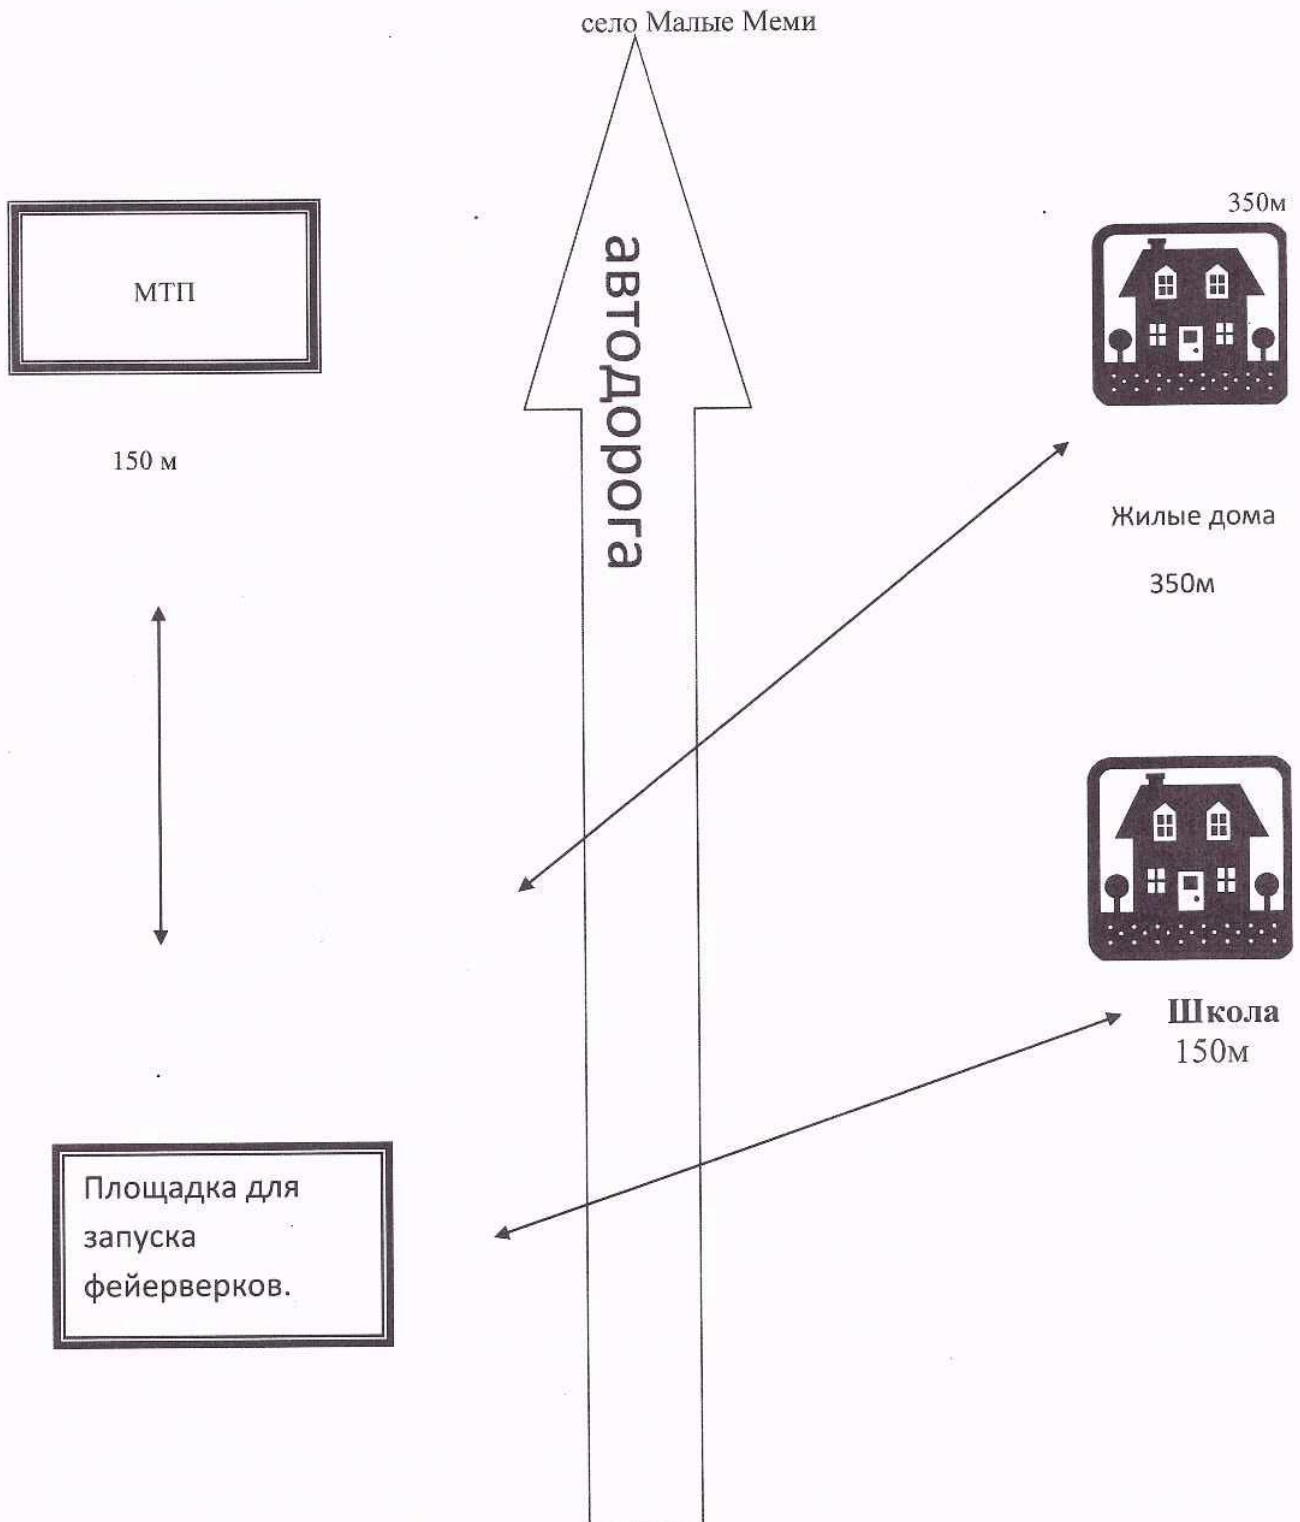 село Малые Меми
350м
МТП
автодорога
150 м
Жилые дома
350м
Школа
150м
Площадка для
запуска
фейерверков.